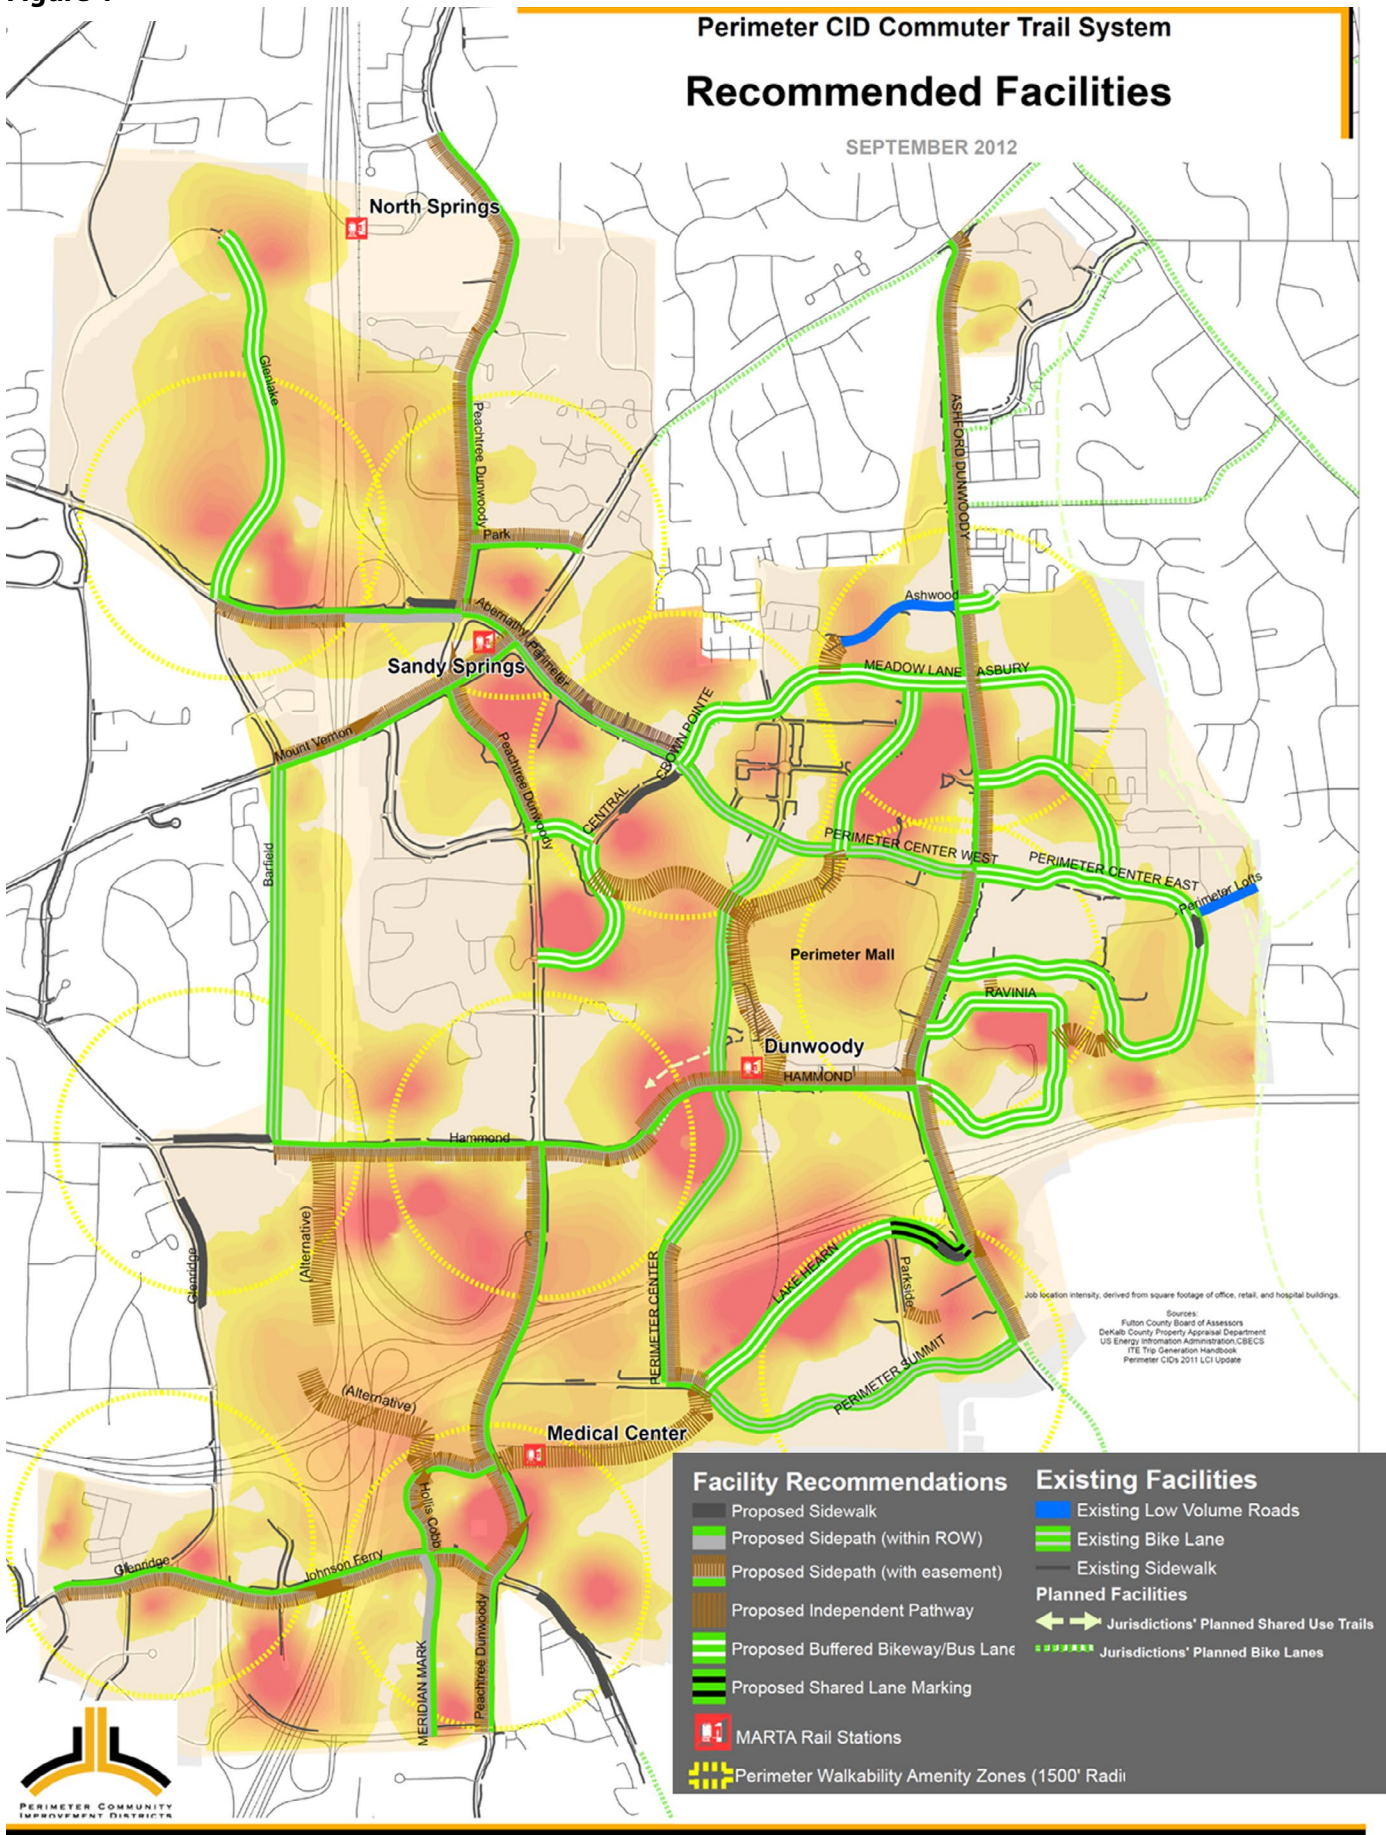 Perimeter CID Commuter Trail System
Recommended Facilities
SEPTEMBER 2012
North Springs
Glenlake
Peachtree Dunwoody
ASHFORD DUNWOODY
Park
Abernathy
Perimeter
Sandy Springs
Ashwood
MEADOW LANE
ASBURY
Mount Vernon
CROWN POINTE
Peachtree Dunwoody
CENTRAL
Barfield
PERIMETER CENTER WEST
PERIMETER CENTER EAST
Perimeter Lofts
Perimeter Mall
RAVINIA
Dunwoody
HAMMOND
Hammond
(Alternative)
Glenridge
PERIMETER CENTER
LAKE HEARN
Parkside
PERIMETER SUMMIT
Job location intensity, derived from square footage of office, retail, and hospital buildings.
Sources:
Fulton County Board of Assessors
DeKalb County Property Appraisal Department
US Energy Infromation Administration,CBECS
ITE Trip Generation Handbook
Perimeter CIDs 2011 LCI Update
(Alternative)
Medical Center
Hollis Cobb
Glenridge
Johnson Ferry
MERIDIAN MARK
Peachtree Dunwoody
Facility Recommendations
Proposed Sidewalk
Proposed Sidepath (within ROW)
Proposed Sidepath (with easement)
Proposed Independent Pathway
Proposed Buffered Bikeway/Bus Lane
Proposed Shared Lane Marking
MARTA Rail Stations
Perimeter Walkability Amenity Zones (1500' Radi
Existing Facilities
Existing Low Volume Roads
Existing Bike Lane
Existing Sidewalk
Planned Facilities
Jurisdictions' Planned Shared Use Trails
Jurisdictions' Planned Bike Lanes
PERIMETER COMMUNITY
IMPROVEMENT DISTRICTS